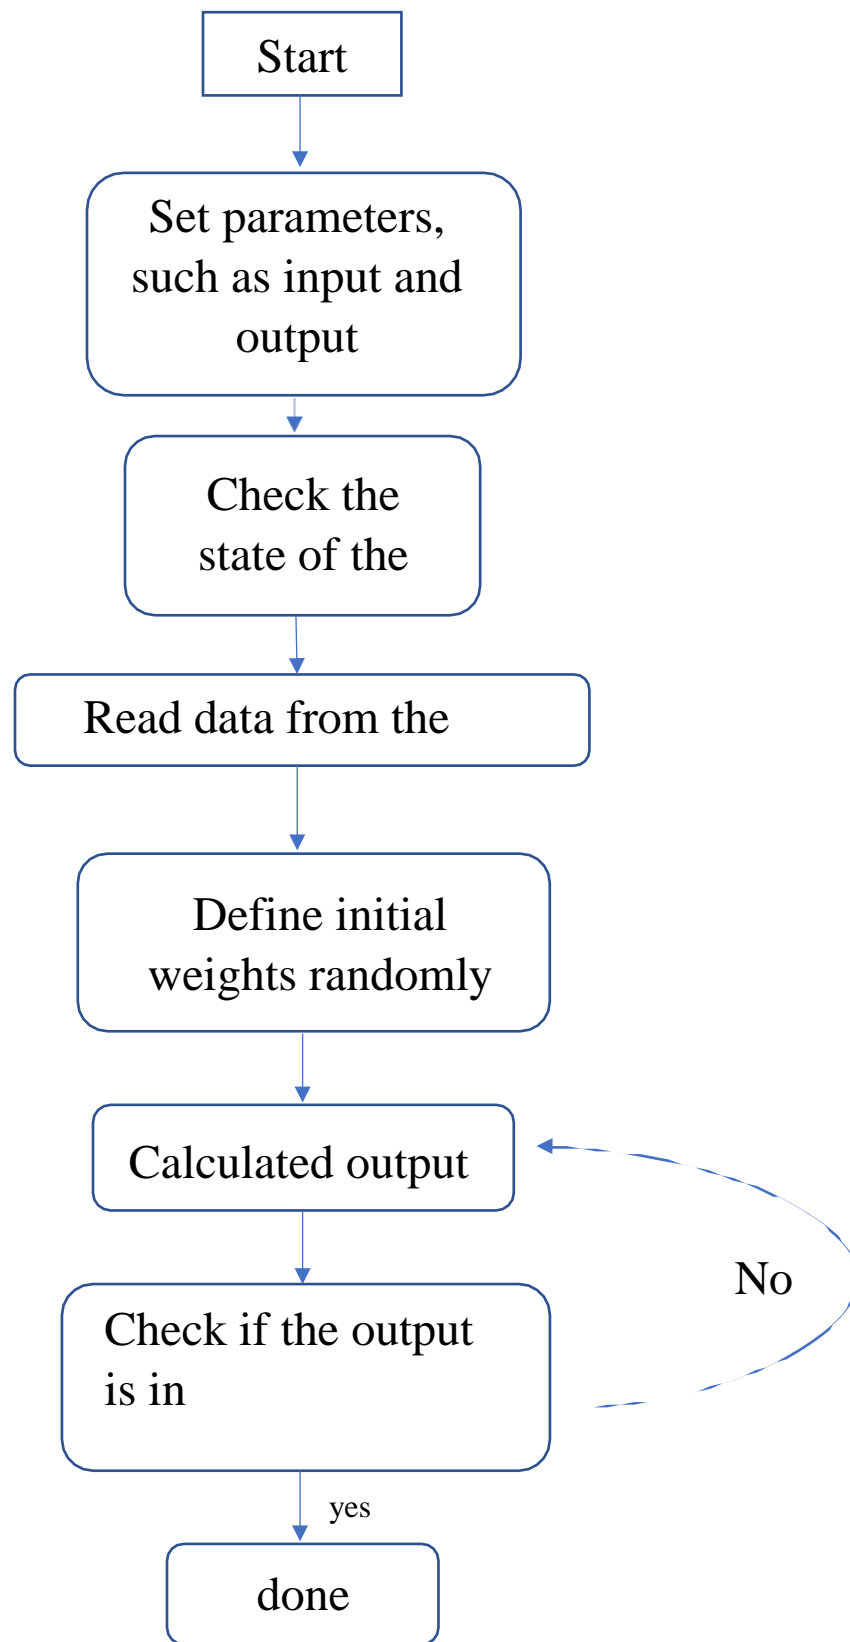 Start
Set parameters,
such as input and
output
Check the
state of the
Read data from the
Define initial
weights randomly
Calculated output
No
Check if the output
is in
yes
done